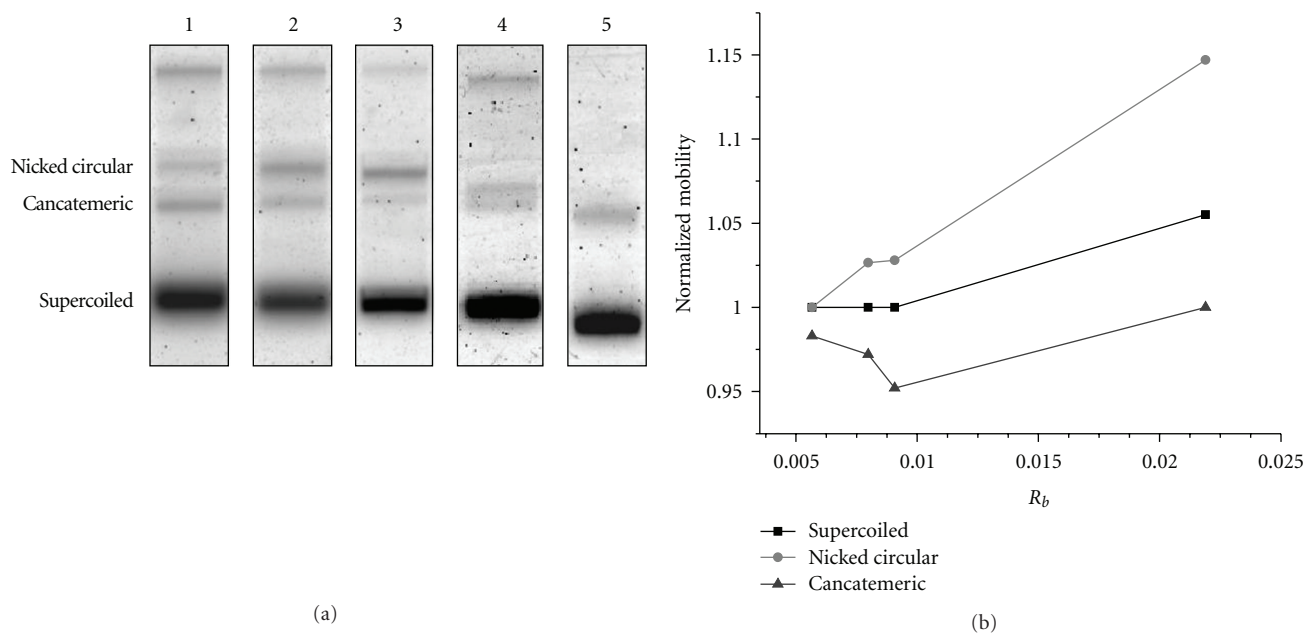 1 2 3 4 5
Nicked circular
Cancatemeric
Supercoiled
(a)
1.15
1.1
1.05
1
0.95
Normalized mobility
0.005 0.01 0.015 0.02 0.025
R_b
Supercoiled
Nicked circular
Cancatemeric
(b)